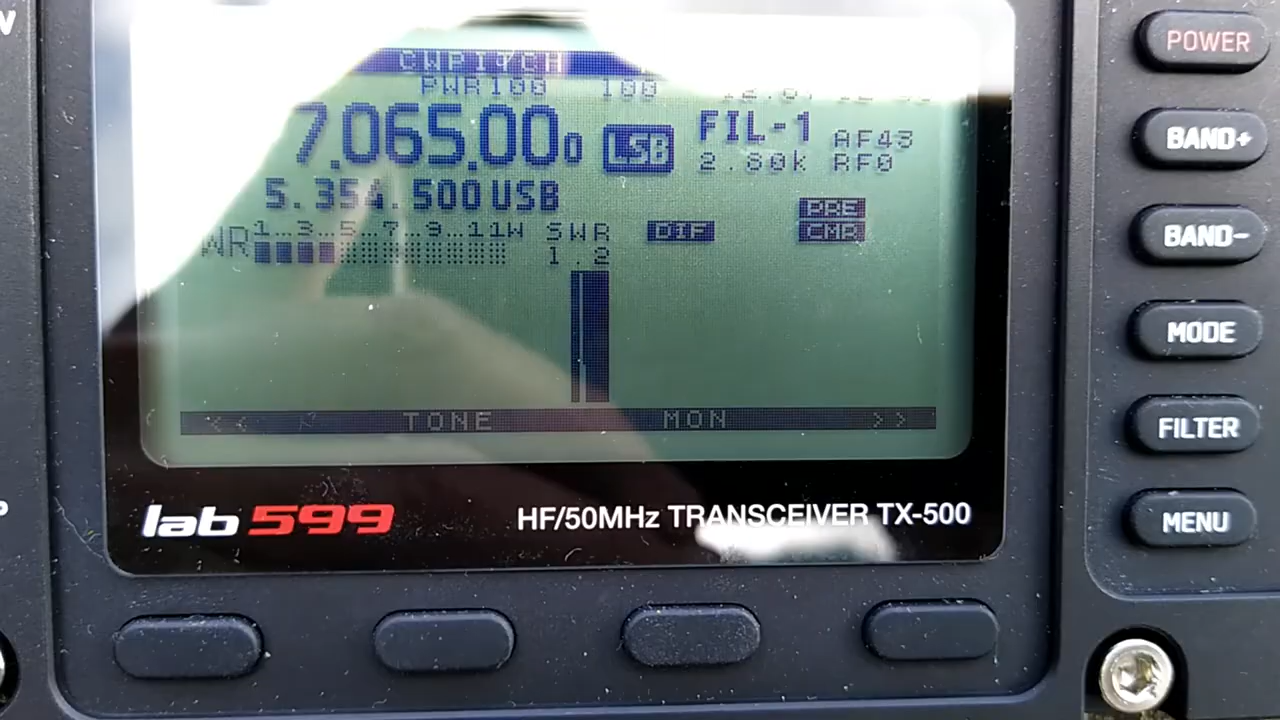 CWPITCH
PWR100 100
7.065.000 LSB FIL-1 AF43
2.80k RF0
5.354.500 USB PRE
1...3...5 7 9...11W SWR DIF CMP
WR 1.2
<< TONE MON >>
lab599 HF/50MHz TRANSCEIVER TX-500
POWER
BAND+
BAND-
MODE
FILTER
MENU